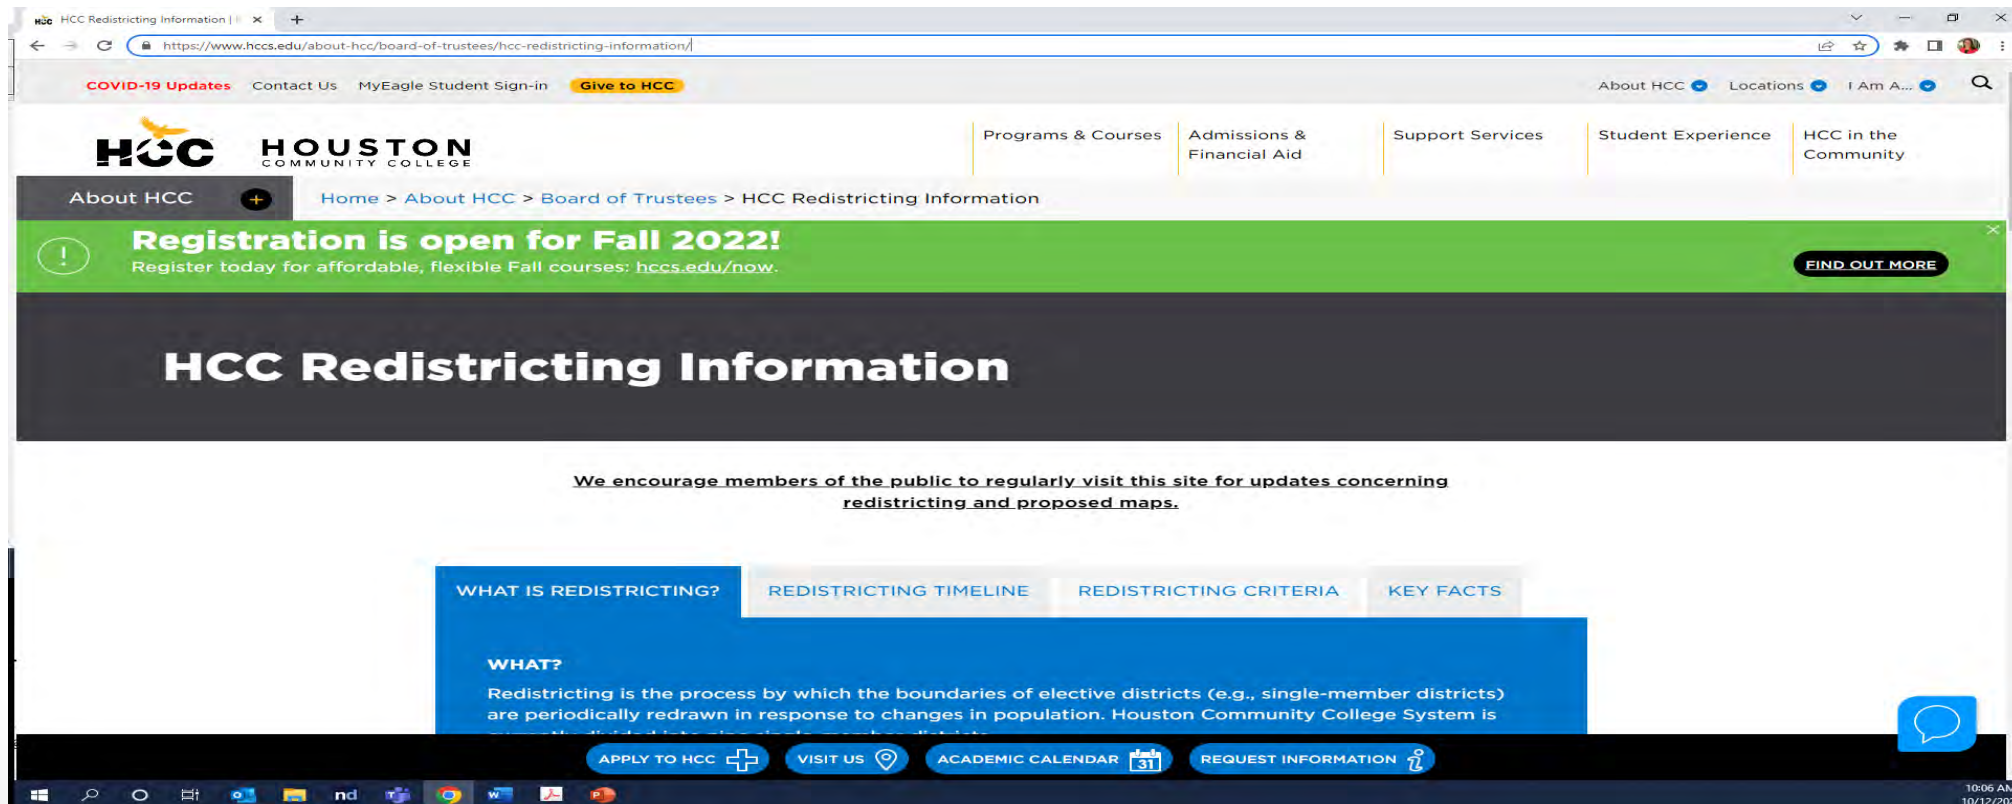 HCC HCC Redistricting Information |
https://www.hccs.edu/about-hcc/board-of-trustees/hcc-redistricting-information/
COVID-19 Updates Contact Us MyEagle Student Sign-in Give to HCC About HCC Locations I Am A...
HCC HOUSTON
COMMUNITY COLLEGE
Programs & Courses
Admissions &
Financial Aid
Support Services
Student Experience
HCC in the
Community
About HCC + Home > About HCC > Board of Trustees > HCC Redistricting Information
! Registration is open for Fall 2022!
Register today for affordable, flexible Fall courses: hccs.edu/now.
FIND OUT MORE
HCC Redistricting Information
We encourage members of the public to regularly visit this site for updates concerning
redistricting and proposed maps.
WHAT IS REDISTRICTING? REDISTRICTING TIMELINE REDISTRICTING CRITERIA KEY FACTS
WHAT?
Redistricting is the process by which the boundaries of elective districts (e.g., single-member districts)
are periodically redrawn in response to changes in population. Houston Community College System is
APPLY TO HCC VISIT US ACADEMIC CALENDAR 31 REQUEST INFORMATION
nd
10:06 AM